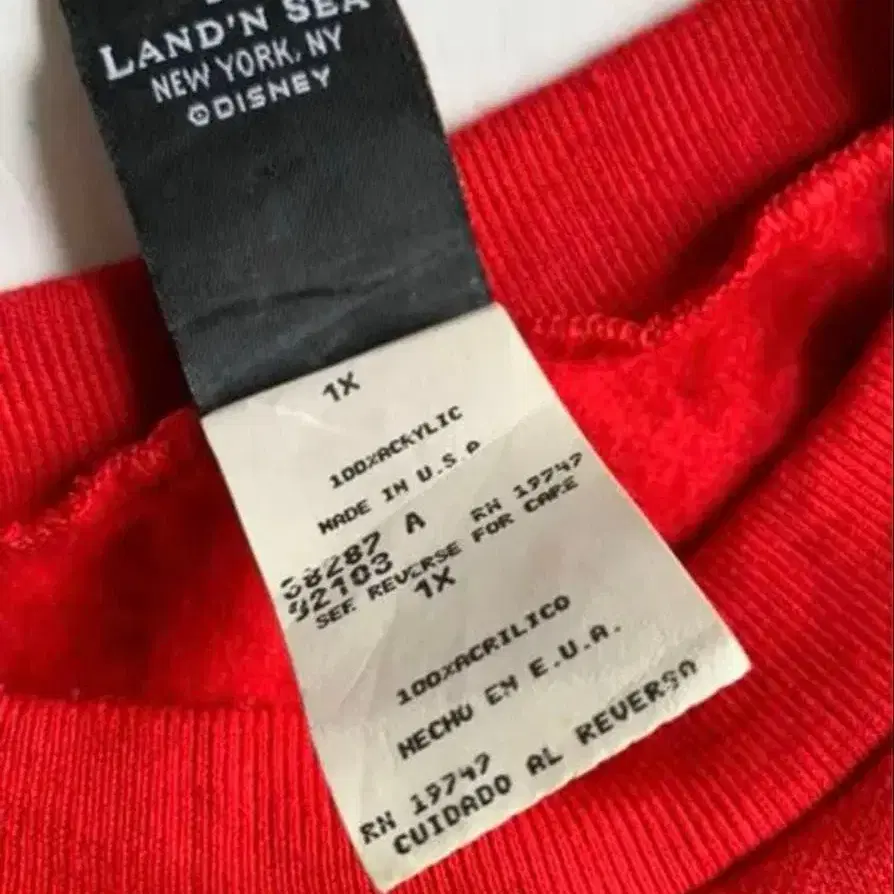 LAND'N SEA
NEW YORK, NY
©DISNEY
1X
100%ACRYLIC
MADE IN U.S.A
38287 A RN 19747
92103
SEE REVERSE FOR CARE
1X
100%ACRILICO
HECHO EN E.U.A.
RN 19747
CUIDADO AL REVERSO